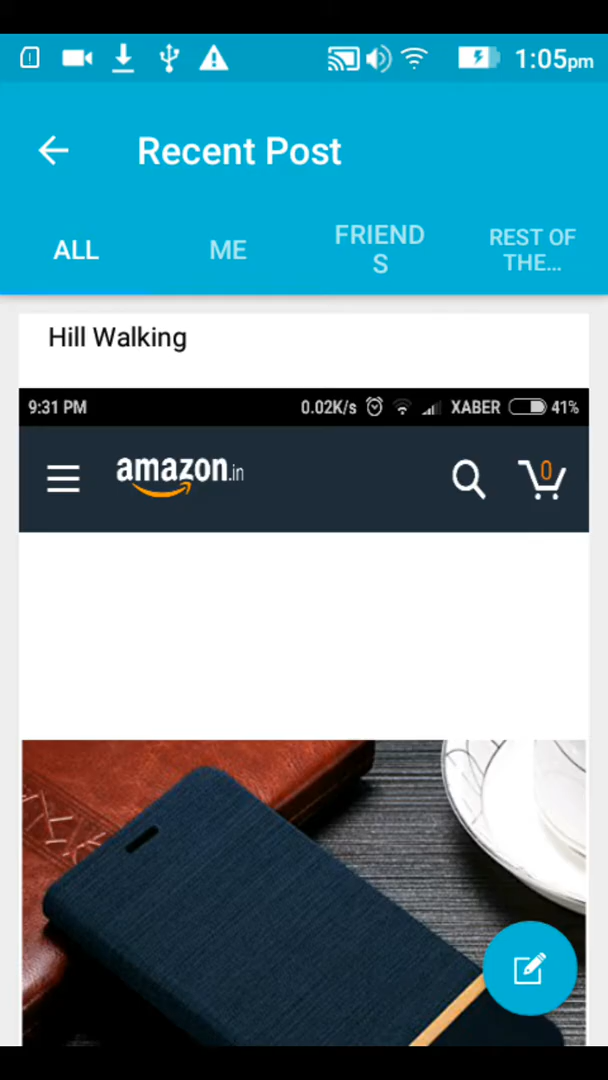 1:05pm
Recent Post
ALL
ME
FRIEND
S
REST OF
THE...
Hill Walking
9:31 PM
0.02K/s
XABER
41%
amazon.in
0